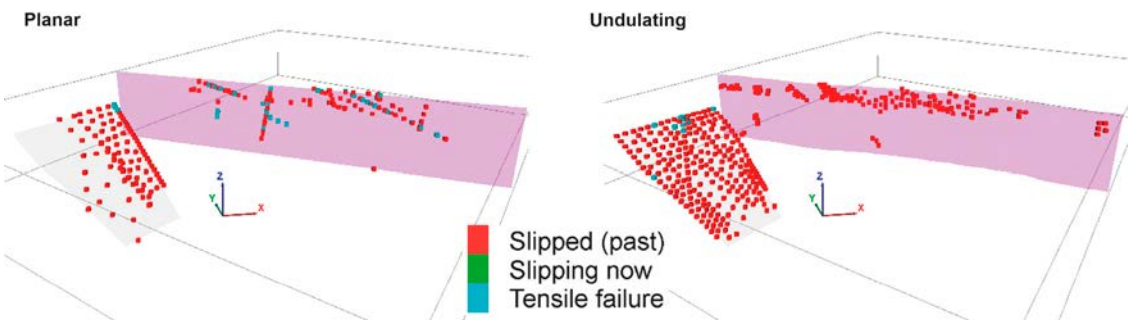 Planar
Undulating
Z
Y
X
Z
Y
X
Slipped (past)
Slipping now
Tensile failure